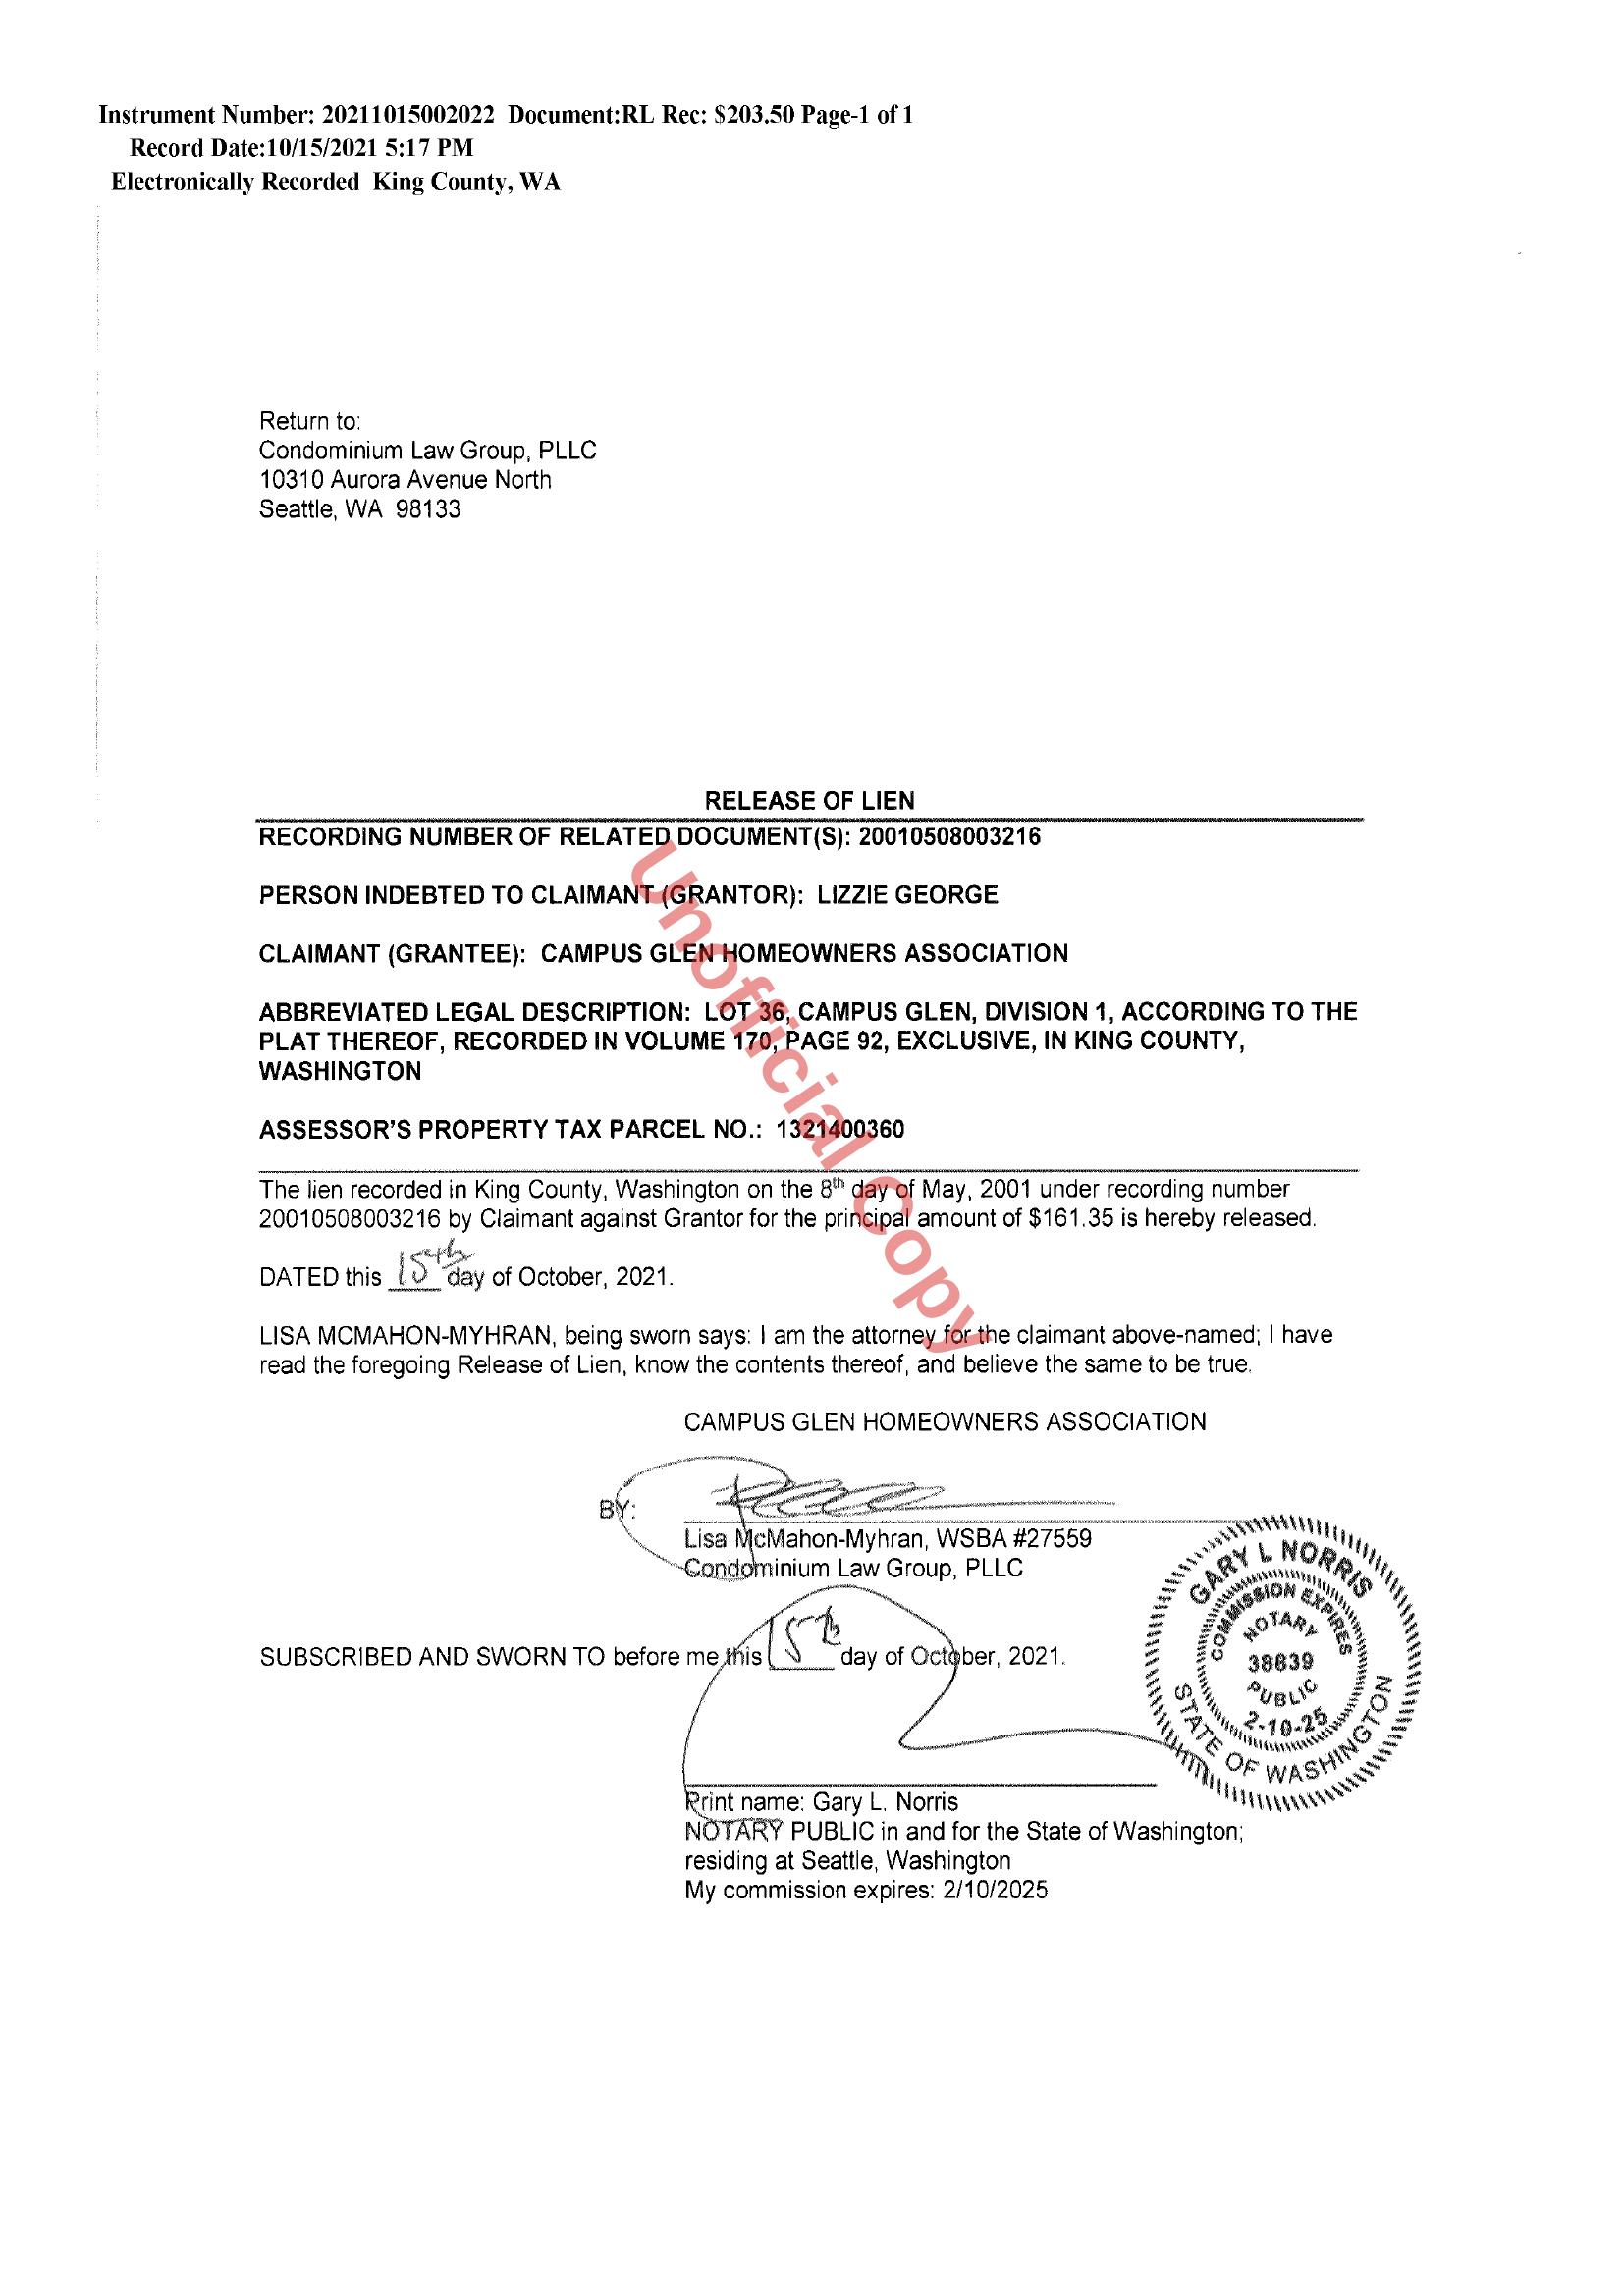 Instrument Number: 20211015002022 Document:RL Rec: $203.50 Page-1 of 1
Record Date:10/15/2021 5:17 PM
Electronically Recorded King County, WA
Return to:
Condominium Law Group, PLLC
10310 Aurora Avenue North
Seattle, WA 98133
RELEASE OF LIEN
RECORDING NUMBER OF RELATED DOCUMENT(S): 20010508003216
PERSON INDEBTED TO CLAIMANT (GRANTOR): LIZZIE GEORGE
CLAIMANT (GRANTEE): CAMPUS GLEN HOMEOWNERS ASSOCIATION
ABBREVIATED LEGAL DESCRIPTION: LOT 36, CAMPUS GLEN, DIVISION 1, ACCORDING TO THE
PLAT THEREOF, RECORDED IN VOLUME 170, PAGE 92, EXCLUSIVE, IN KING COUNTY,
WASHINGTON
ASSESSOR'S PROPERTY TAX PARCEL NO.: 1321400360
The lien recorded in King County, Washington on the 8th day of May, 2001 under recording number
20010508003216 by Claimant against Grantor for the principal amount of $161.35 is hereby released.
DATED this 15th day of October, 2021.
LISA MCMAHON-MYHRAN, being sworn says: I am the attorney for the claimant above-named; I have
read the foregoing Release of Lien, know the contents thereof, and believe the same to be true.
CAMPUS GLEN HOMEOWNERS ASSOCIATION
BY:
Lisa McMahon-Myhran, WSBA #27559
Condominium Law Group, PLLC
SUBSCRIBED AND SWORN TO before me this 15th day of October, 2021.
GARY L NORRIS
COMMISSION EXPIRES
NOTARY
38639
PUBLIC
2-10-25
STATE OF WASHINGTON
Print name: Gary L. Norris
NOTARY PUBLIC in and for the State of Washington;
residing at Seattle, Washington
My commission expires: 2/10/2025
Unofficial Copy